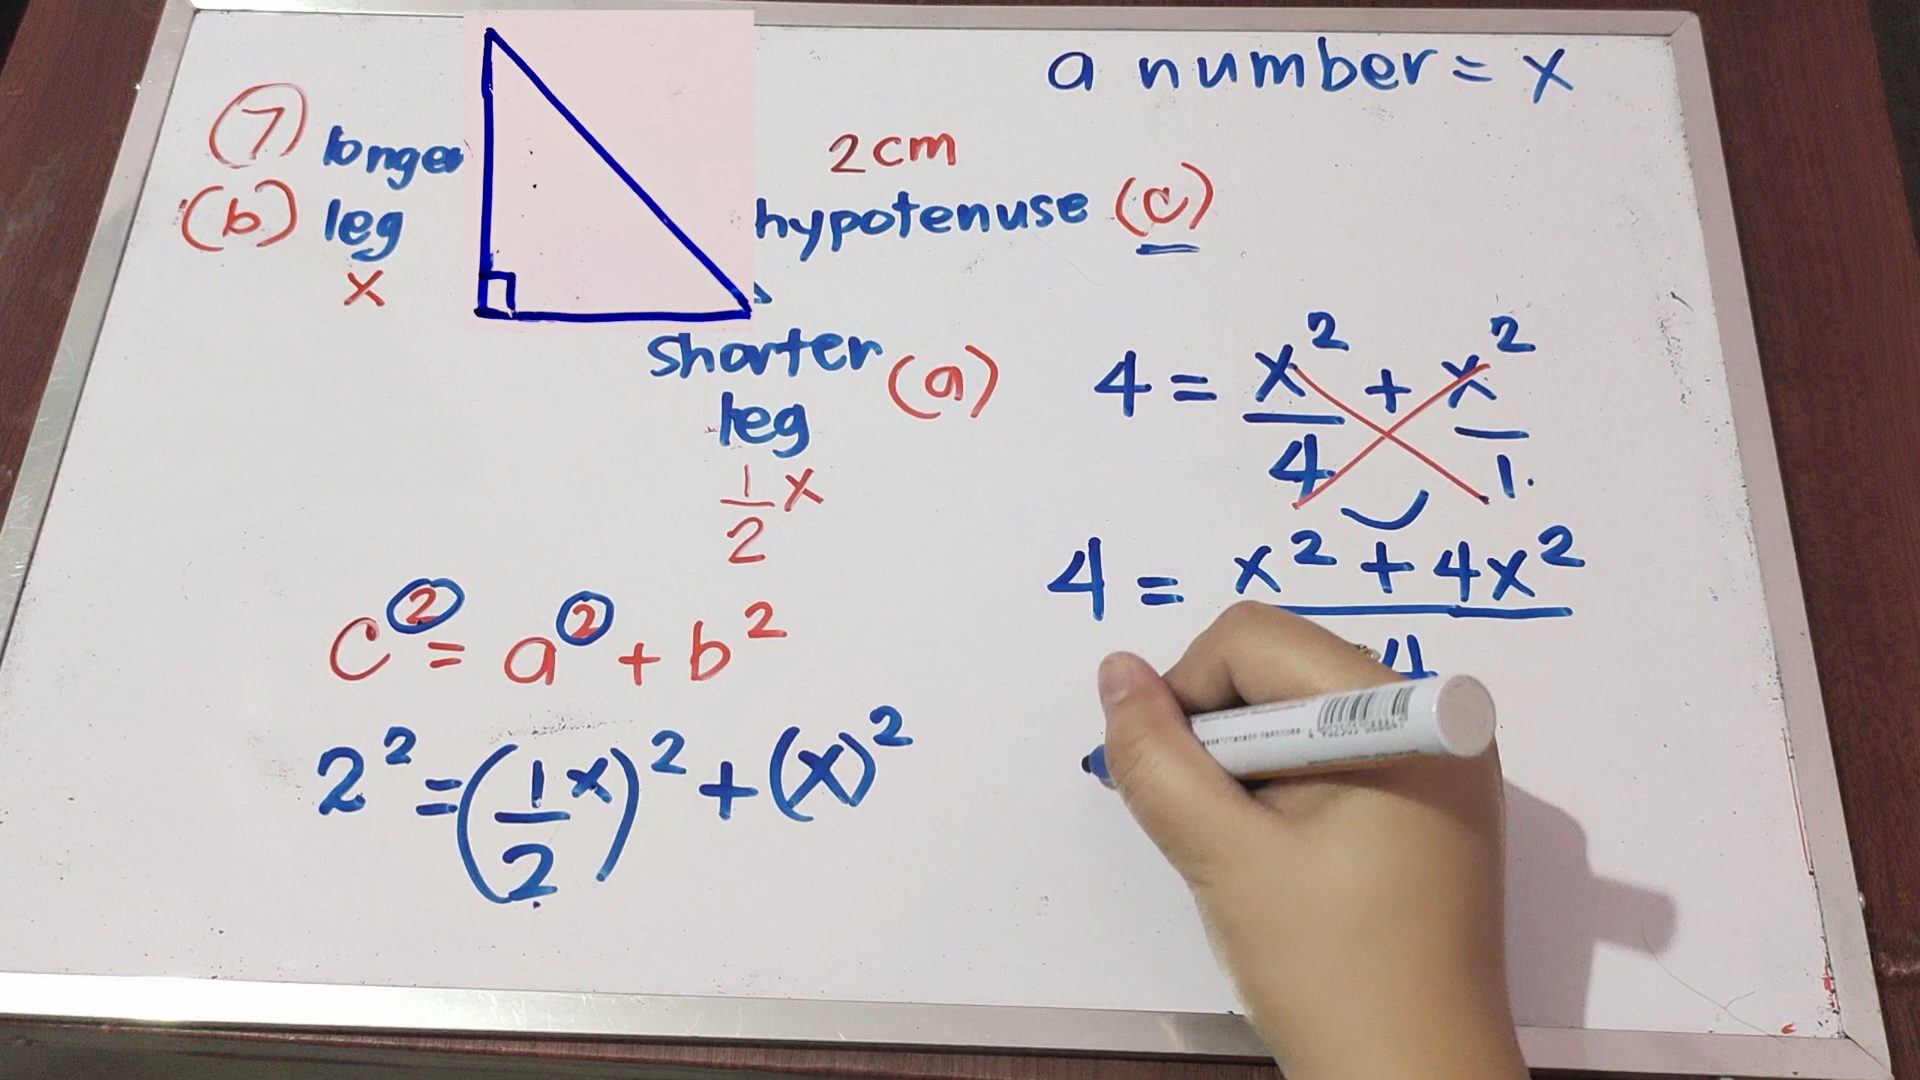 a number = x
(7) longer
(b) leg
x
2cm
hypotenuse (c)
shorter (a)
leg
1/2 x
c² = a² + b²
2² = (1/2 x)² + (x)²
4 = x²/4 + x²/1
4 = x² + 4x² / 4